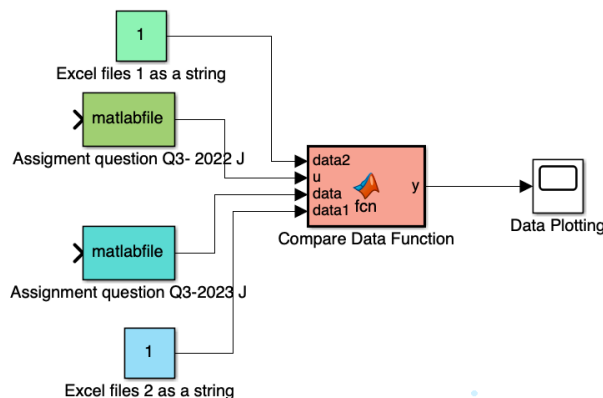 1
Excel files 1 as a string
matlabfile
Assigment question Q3- 2022 J
data2
u
data
data1
fcn
y
Compare Data Function
Data Plotting
matlabfile
Assignment question Q3-2023 J
1
Excel files 2 as a string